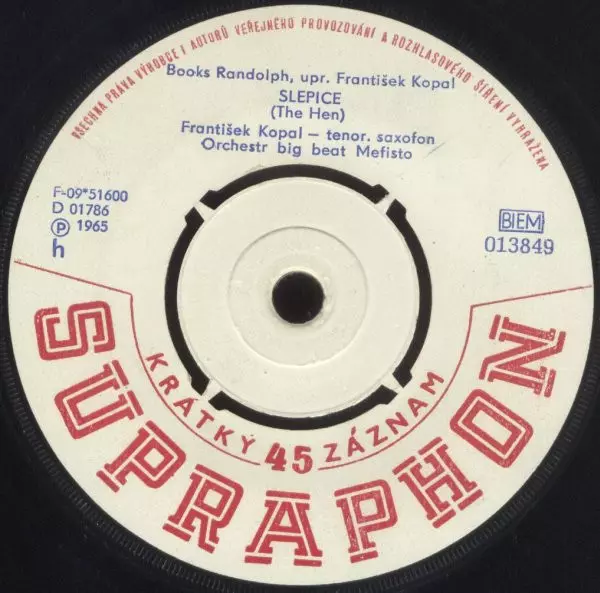 VŠECHNA PRÁVA VÝROBCE I AUTORŮ VEŘEJNÉHO PROVOZOVÁNÍ A ROZHLASOVÉHO ŠÍŘENÍ VYHRAŽENA
Books Randolph, upr. František Kopal
SLEPICE
(The Hen)
František Kopal – tenor. saxofon
Orchestr big beat Mefisto
F-09*51600
D 01786
Ⓟ 1965
h
BIEM
013849
KRÁTKÝ 45 ZÁZNAM
SUPRAPHON